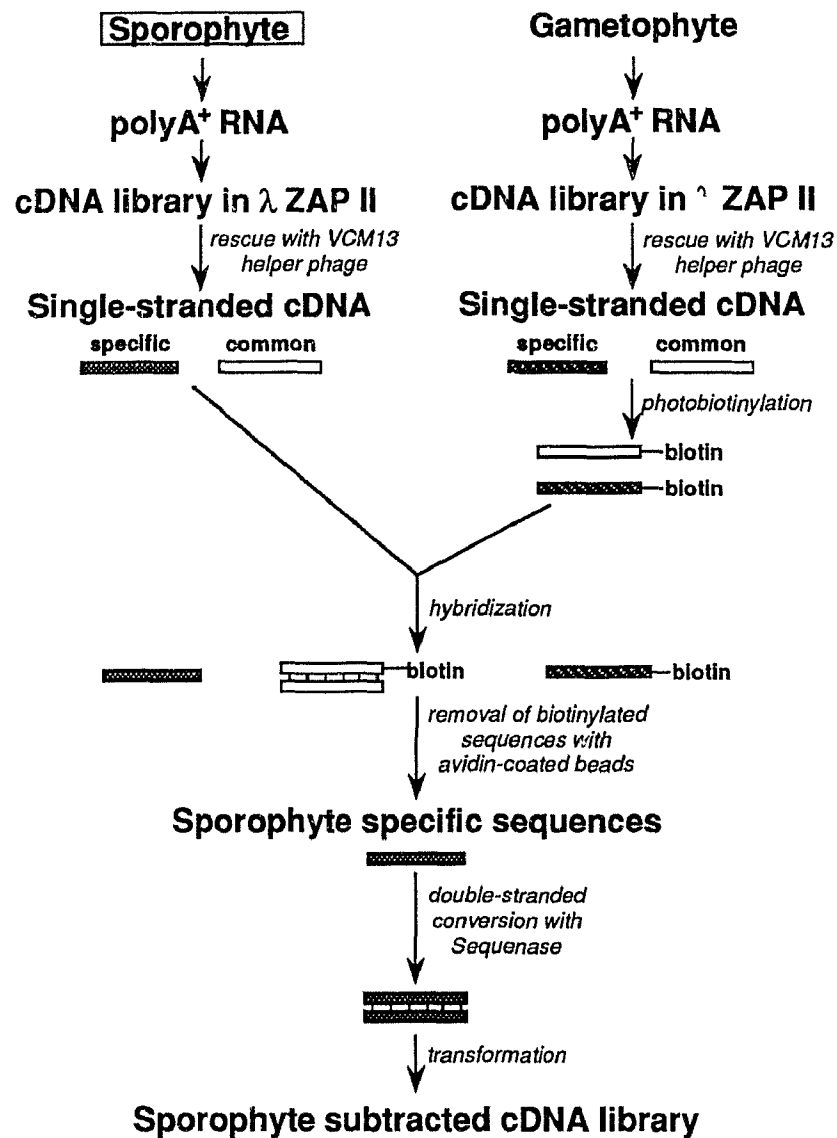 Sporophyte
polyA+ RNA
cDNA library in λ ZAP II
rescue with VCM13
helper phage
Single-stranded cDNA
specific common
Gametophyte
polyA+ RNA
cDNA library in ZAP II
rescue with VCM13
helper phage
Single-stranded cDNA
specific common
photobiotinylation
biotin
biotin
hybridization
biotin
biotin
removal of biotinylated
sequences with
avidin-coated beads
Sporophyte specific sequences
double-stranded
conversion with
Sequenase
transformation
Sporophyte subtracted cDNA library